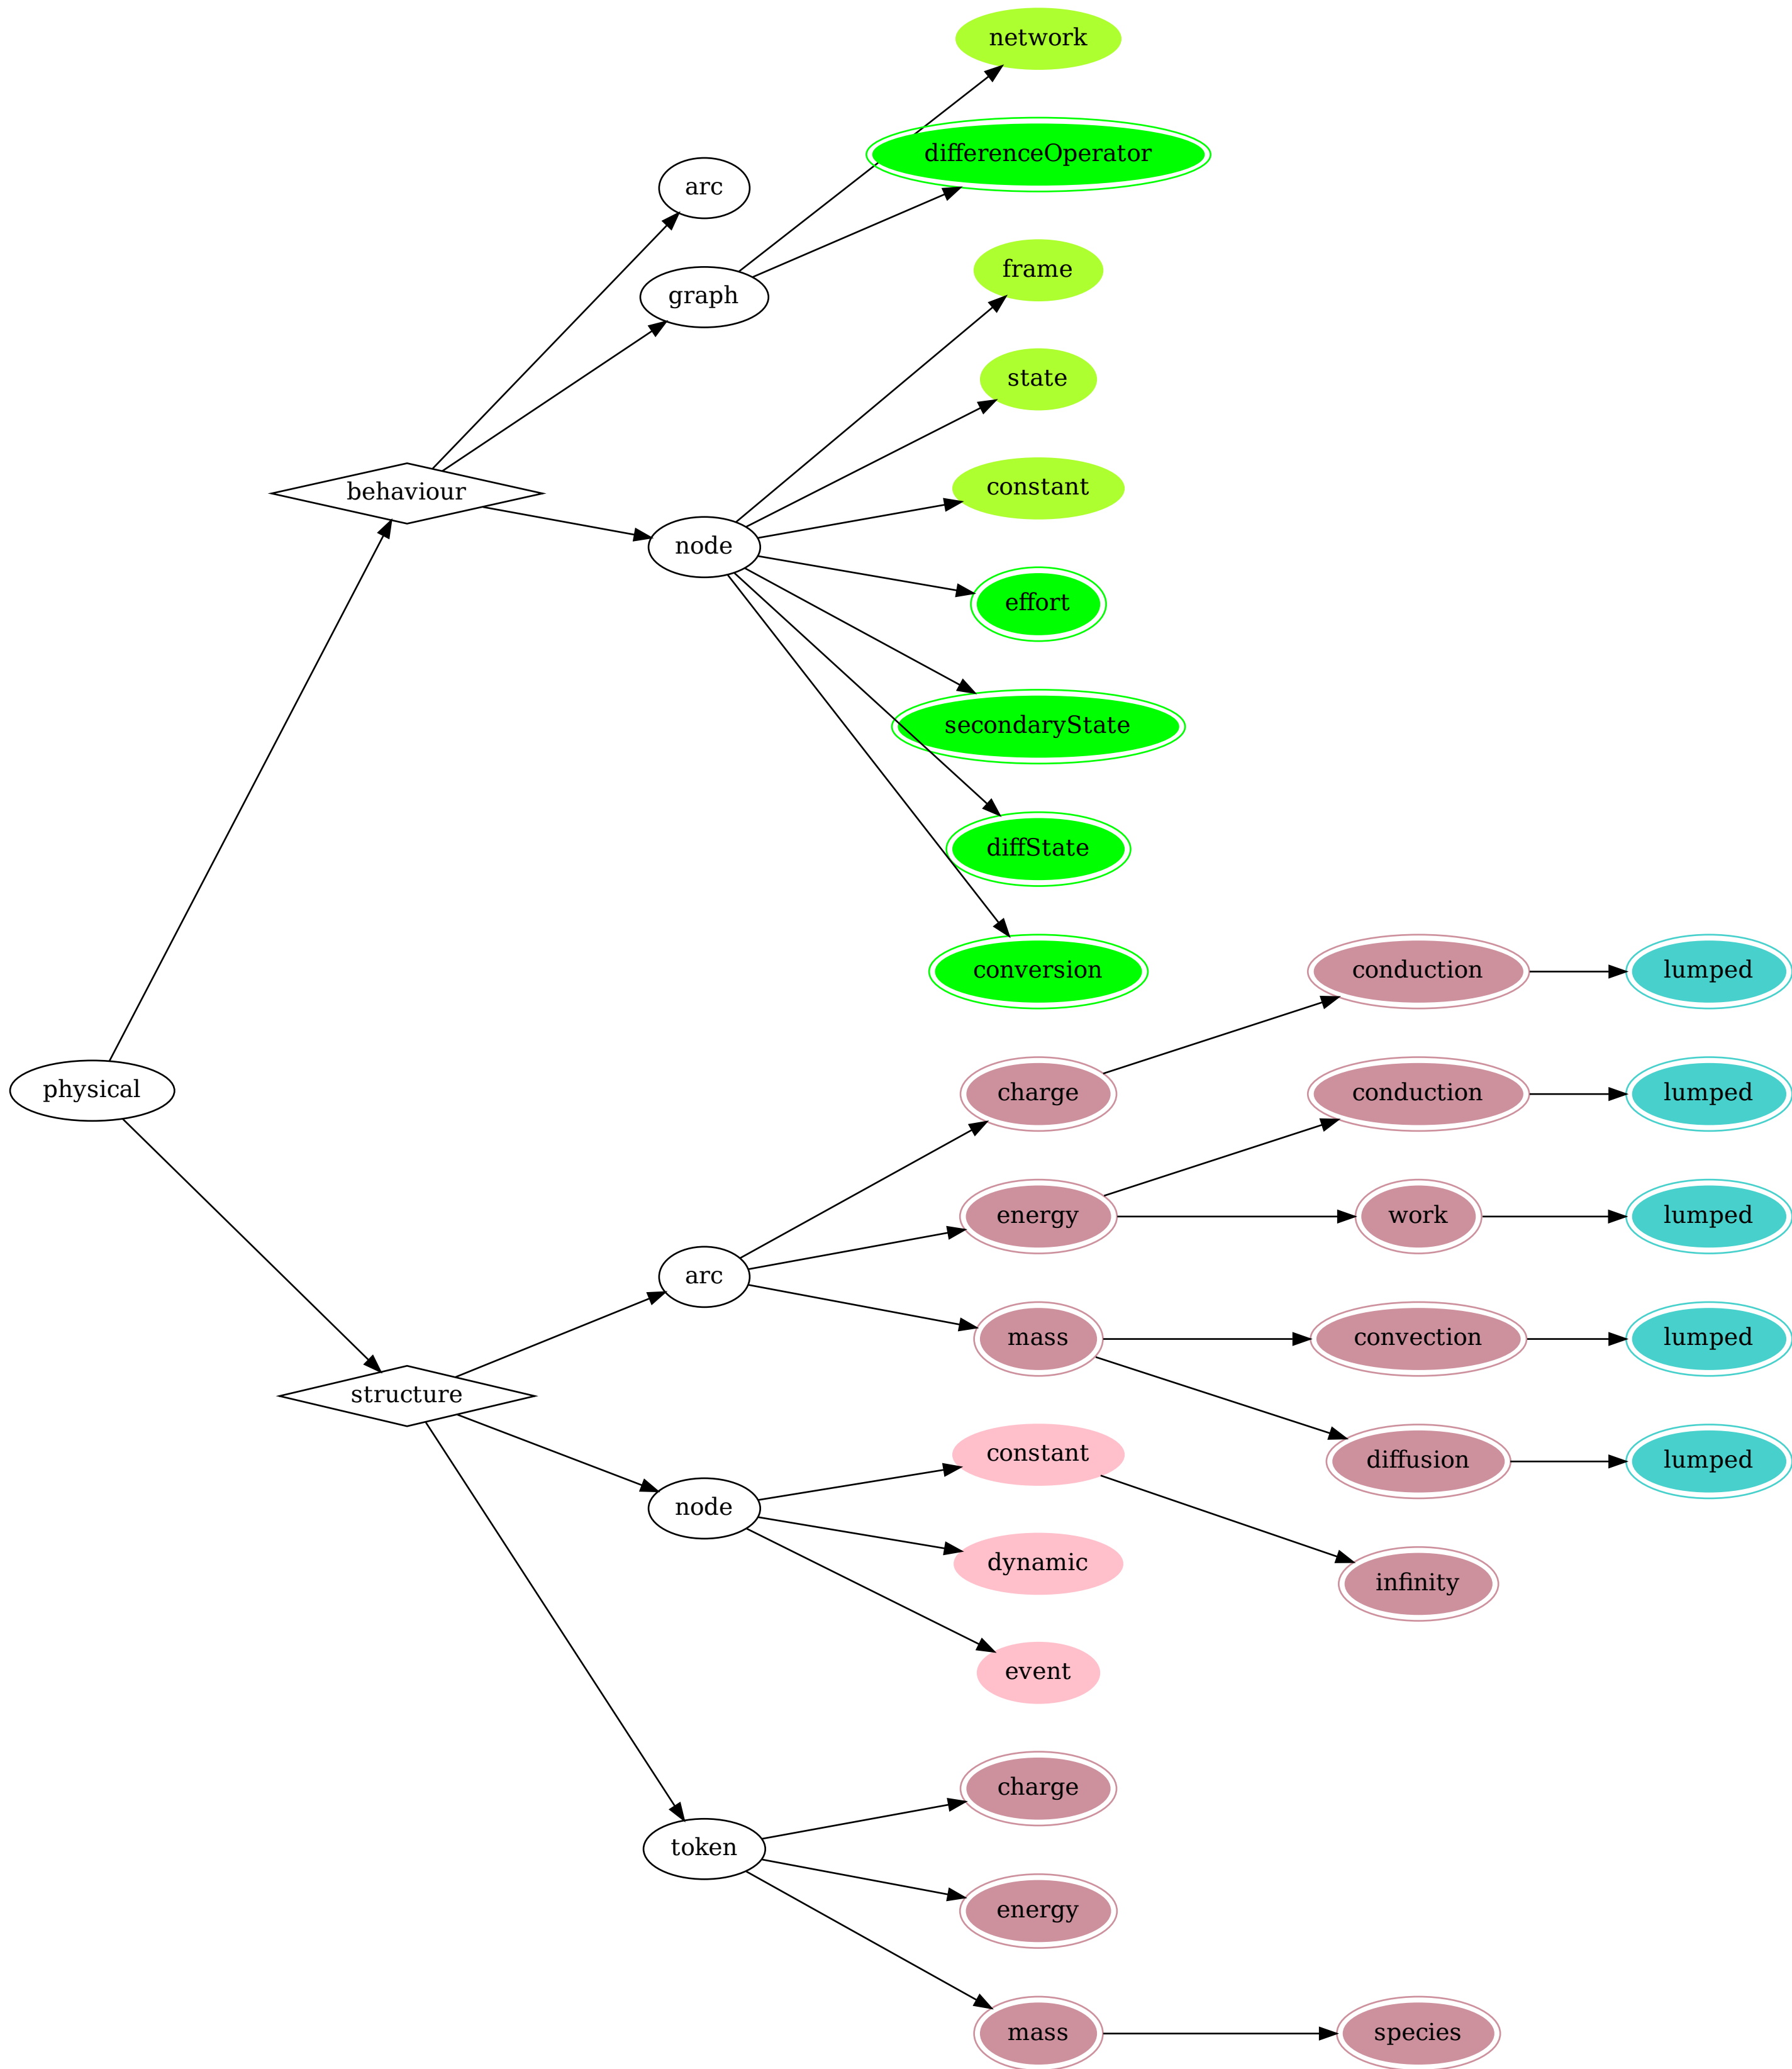 network
differenceOperator
arc
frame
graph
state
constant
behaviour
node
effort
secondaryState
diffState
conversion
conduction
lumped
physical
charge
conduction
lumped
energy
work
lumped
arc
mass
convection
lumped
structure
constant
diffusion
lumped
node
dynamic
infinity
event
charge
token
energy
mass
species